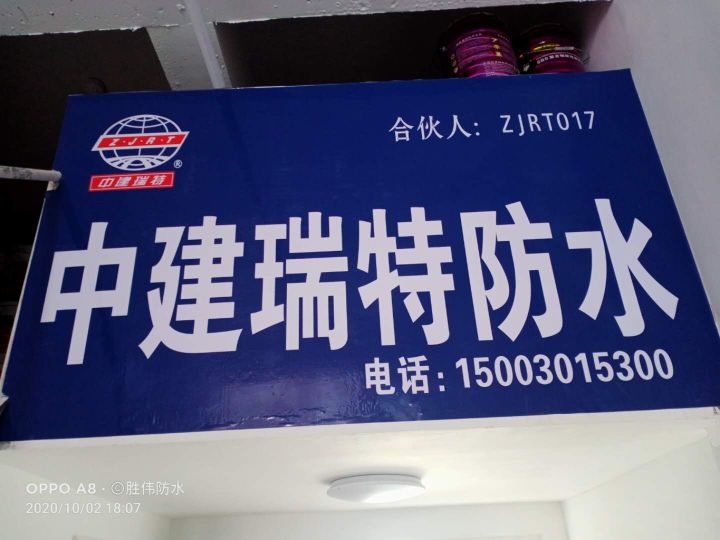 合伙人：ZJRT017
Z·J·R·T
®
中建瑞特
中建瑞特防水
电话：15003015300
OPPO A8 · ©胜伟防水
2020/10/02 18:07